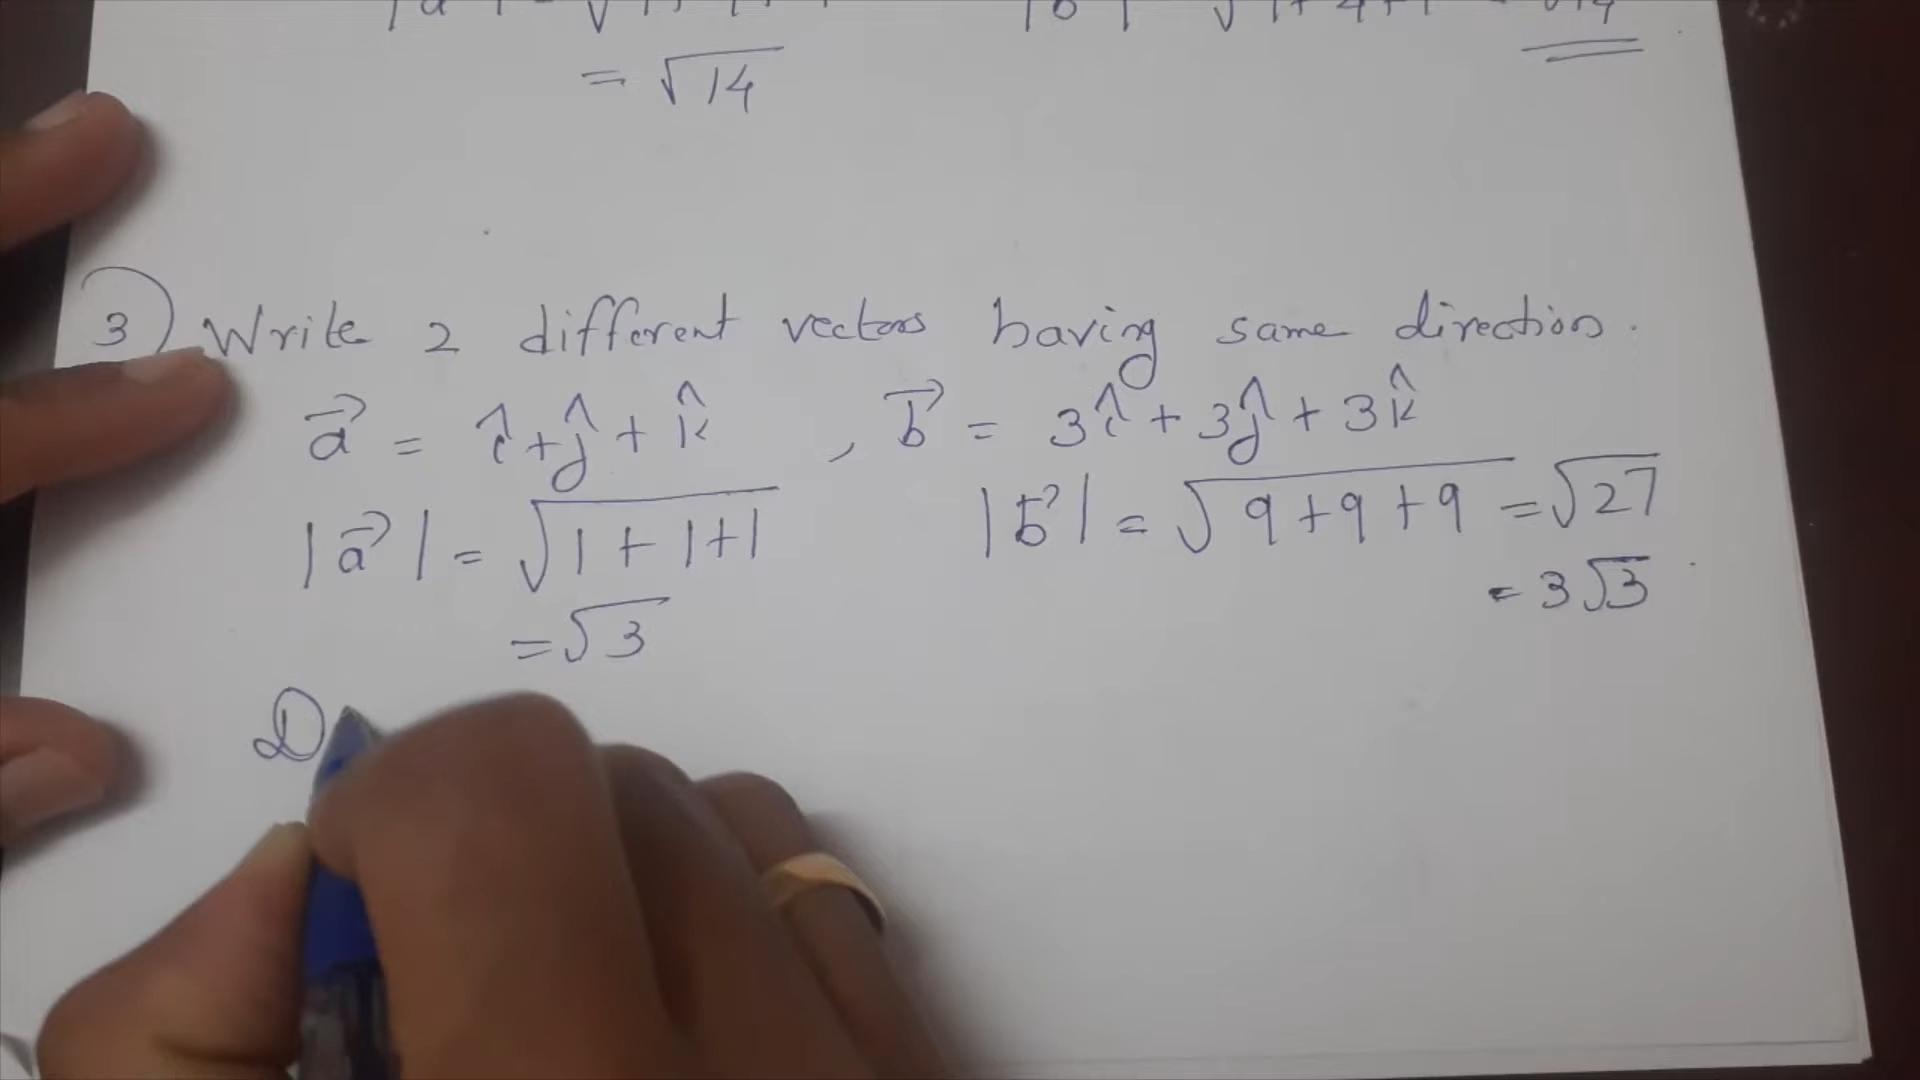 = √14
3) Write 2 different vectors having same direction.
a⃗ = î+ĵ+k̂ , b⃗ = 3î+3ĵ+3k̂
|a⃗| = √1+1+1 |b⃗| = √9+9+9 = √27
= √3 = 3√3
D